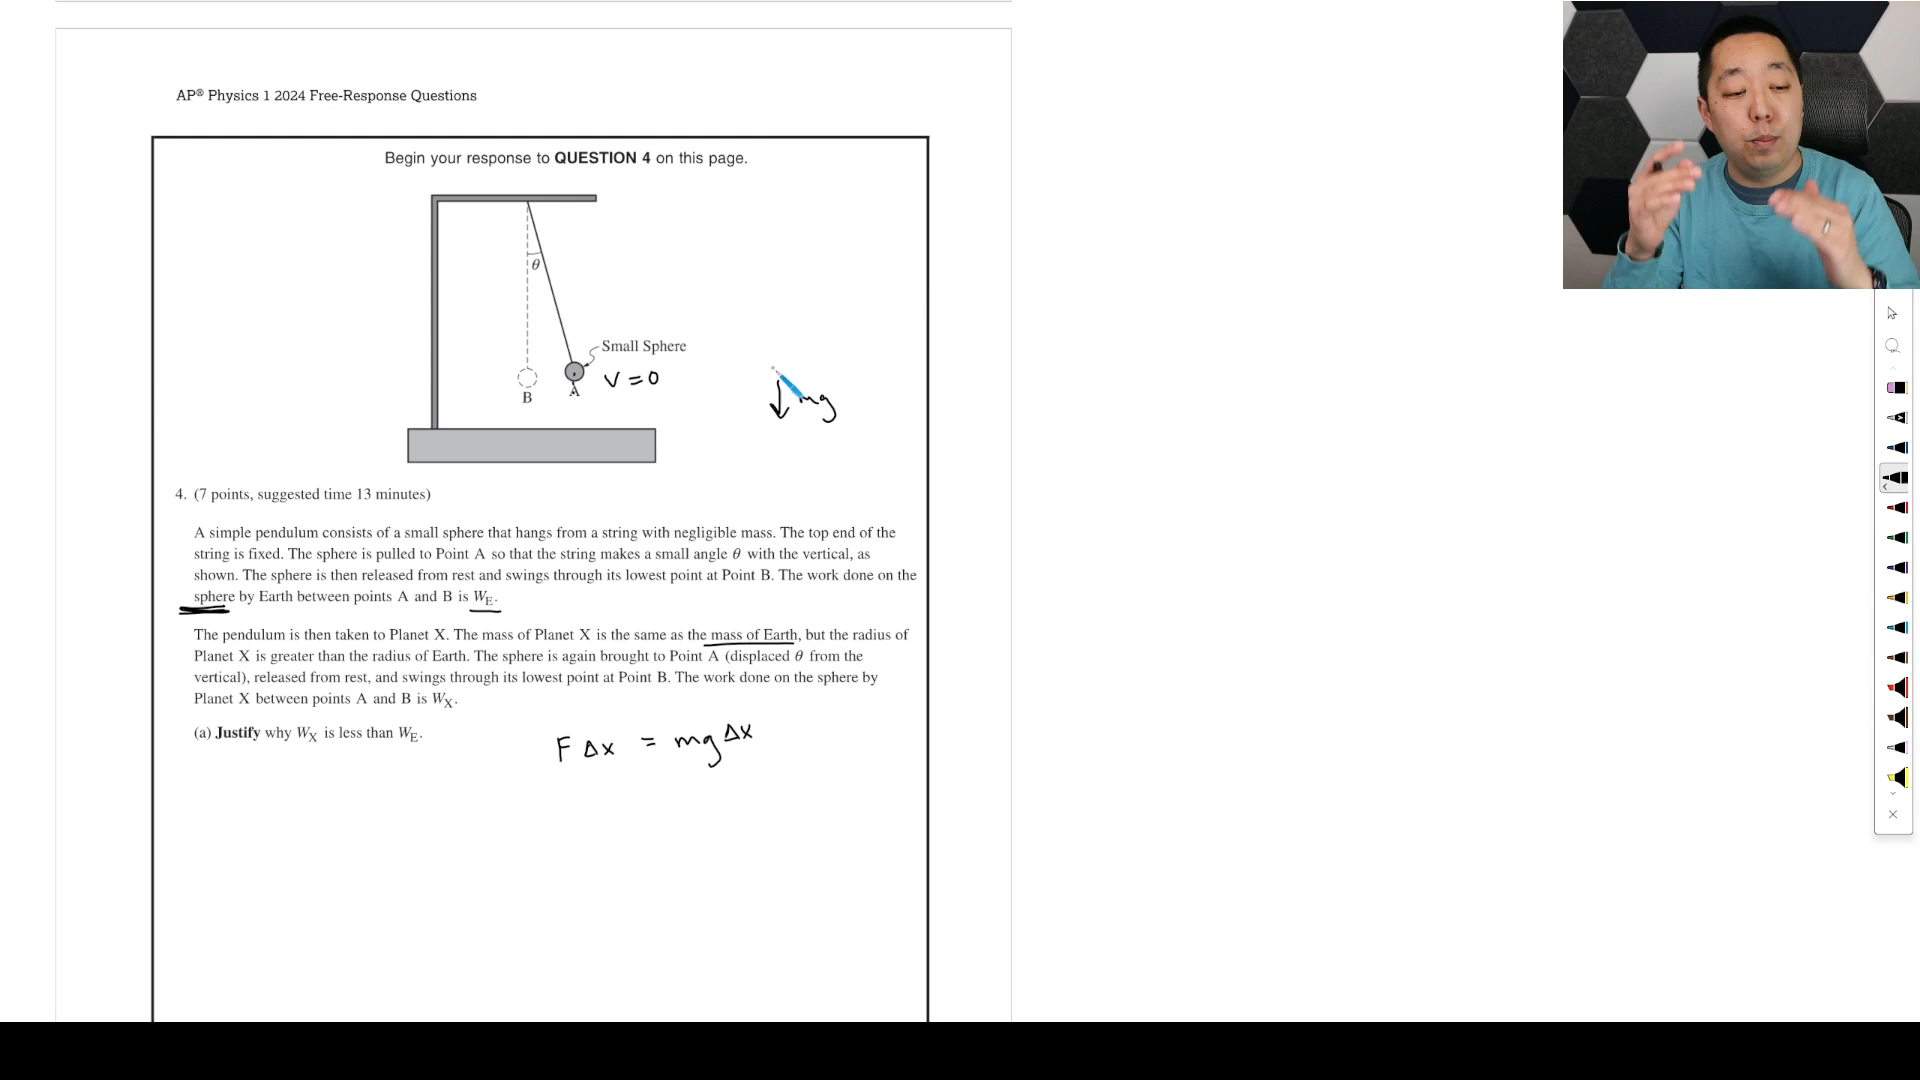 AP® Physics 1 2024 Free-Response Questions
Begin your response to QUESTION 4 on this page.
θ
Small Sphere
V = 0
B
A
mg
4. (7 points, suggested time 13 minutes)
A simple pendulum consists of a small sphere that hangs from a string with negligible mass. The top end of the
string is fixed. The sphere is pulled to Point A so that the string makes a small angle θ with the vertical, as
shown. The sphere is then released from rest and swings through its lowest point at Point B. The work done on the
sphere by Earth between points A and B is W_E.
The pendulum is then taken to Planet X. The mass of Planet X is the same as the mass of Earth, but the radius of
Planet X is greater than the radius of Earth. The sphere is again brought to Point A (displaced θ from the
vertical), released from rest, and swings through its lowest point at Point B. The work done on the sphere by
Planet X between points A and B is W_X.
(a) Justify why W_X is less than W_E.
F Δx = mg Δx